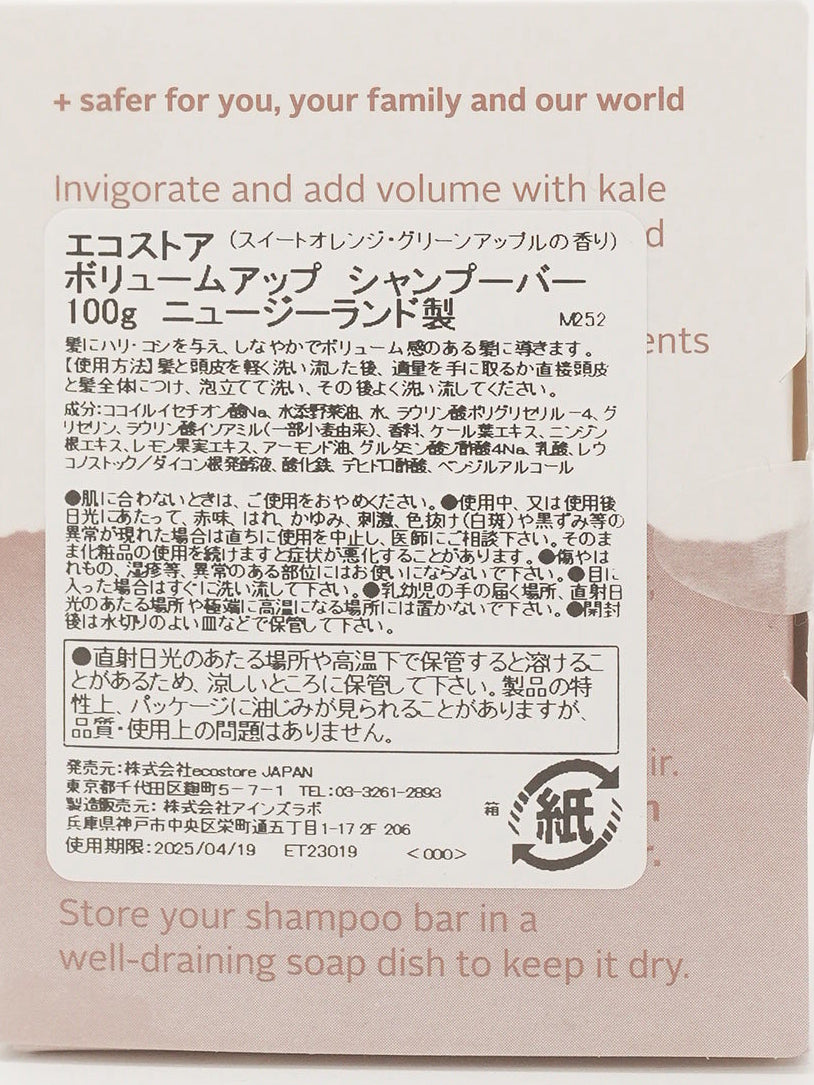 + safer for you, your family and our world
Invigorate and add volume with kale
d
ents
エコストア (スイートオレンジ・グリーンアップルの香り)
ボリュームアップ シャンプーバー
100g ニュージーランド製 M252
髪にハリ・コシを与え、しなやかでボリューム感のある髪に導きます。
【使用方法】髪と頭皮を軽く洗い流した後、適量を手に取るか直接頭皮
と髪全体につけ、泡立てて洗い、その後よく洗い流してください。
成分:ココイルイセチオン酸Na、水添野菜油、水、ラウリン酸ポリグリセリル-4、グ
リセリン、ラウリン酸イソアミル(一部小麦由来)、香料、ケール葉エキス、ニンジン
根エキス、レモン果実エキス、アーモンド油、グルタミン酸ジ酢酸4Na、乳酸、レウ
コノストック/ダイコン根発酵液、酸化鉄、デヒドロ酢酸、ベンジルアルコール
●肌に合わないときは、ご使用をおやめください。●使用中、又は使用後
日光にあたって、赤味、はれ、かゆみ、刺激、色抜け(白斑)や黒ずみ等の
異常が現れた場合は直ちに使用を中止し、医師にご相談下さい。そのま
ま化粧品の使用を続けますと症状が悪化することがあります。●傷やは
れもの、湿疹等、異常のある部位にはお使いにならないで下さい。●目に
入った場合はすぐに洗い流して下さい。●乳幼児の手の届く場所、直射日
光のあたる場所や極端に高温になる場所には置かないで下さい。●開封
後は水切りのよい皿などで保管して下さい。
●直射日光のあたる場所や高温下で保管すると溶けるこ
とがあるため、涼しいところに保管して下さい。製品の特
性上、パッケージに油じみが見られることがありますが、
品質・使用上の問題はありません。
ir.
発売元:株式会社ecostore JAPAN
東京都千代田区麹町5-7-1 TEL:03-3261-2893
製造販売元: 株式会社アインズラボ
兵庫県神戸市中央区栄町通五丁目1-17 2F 206
使用期限:2025/04/19 ET23019 <000>
箱 紙
n
r.
Store your shampoo bar in a
well-draining soap dish to keep it dry.